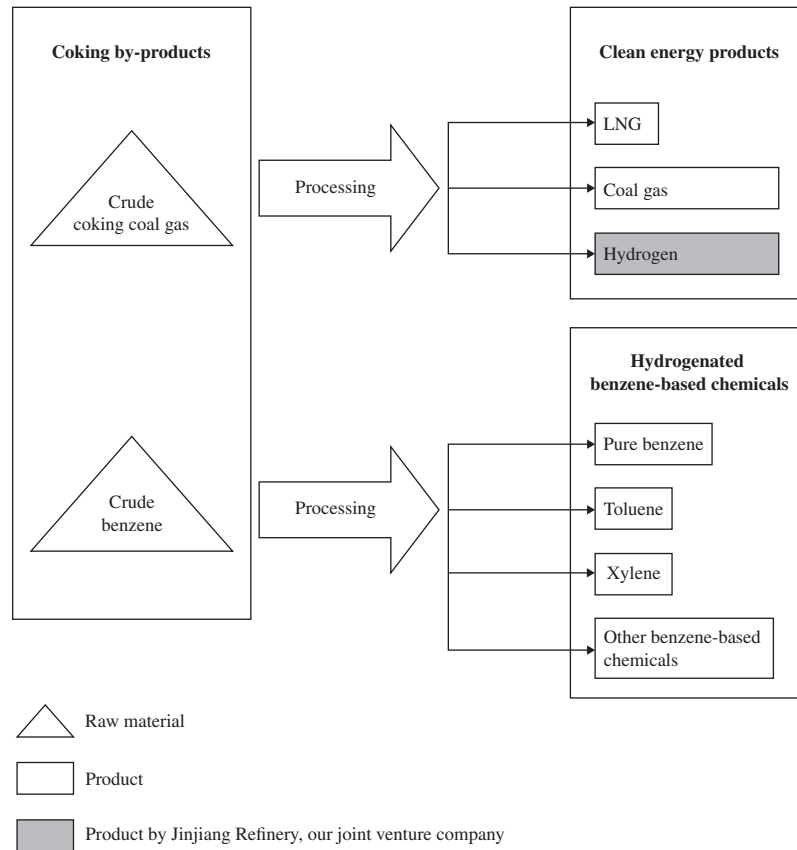 Coking by-products
Crude
coking coal gas
Processing
Clean energy products
LNG
Coal gas
Hydrogen
Crude
benzene
Processing
Hydrogenated
benzene-based chemicals
Pure benzene
Toluene
Xylene
Other benzene-based
chemicals
Raw material
Product
Product by Jinjiang Refinery, our joint venture company